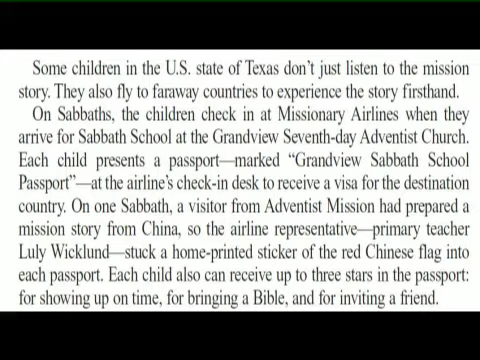 Some children in the U.S. state of Texas don't just listen to the mission
story. They also fly to faraway countries to experience the story firsthand.
On Sabbaths, the children check in at Missionary Airlines when they
arrive for Sabbath School at the Grandview Seventh-day Adventist Church.
Each child presents a passport—marked “Grandview Sabbath School
Passport”—at the airline's check-in desk to receive a visa for the destination
country. On one Sabbath, a visitor from Adventist Mission had prepared a
mission story from China, so the airline representative—primary teacher
Luly Wicklund—stuck a home-printed sticker of the red Chinese flag into
each passport. Each child also can receive up to three stars in the passport:
for showing up on time, for bringing a Bible, and for inviting a friend.